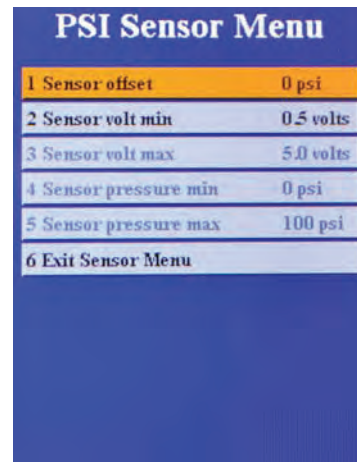 PSI Sensor Menu
1 Sensor offset 0 psi
2 Sensor volt min 0.5 volts
3 Sensor volt max 5.0 volts
4 Sensor pressure min 0 psi
5 Sensor pressure max 100 psi
6 Exit Sensor Menu